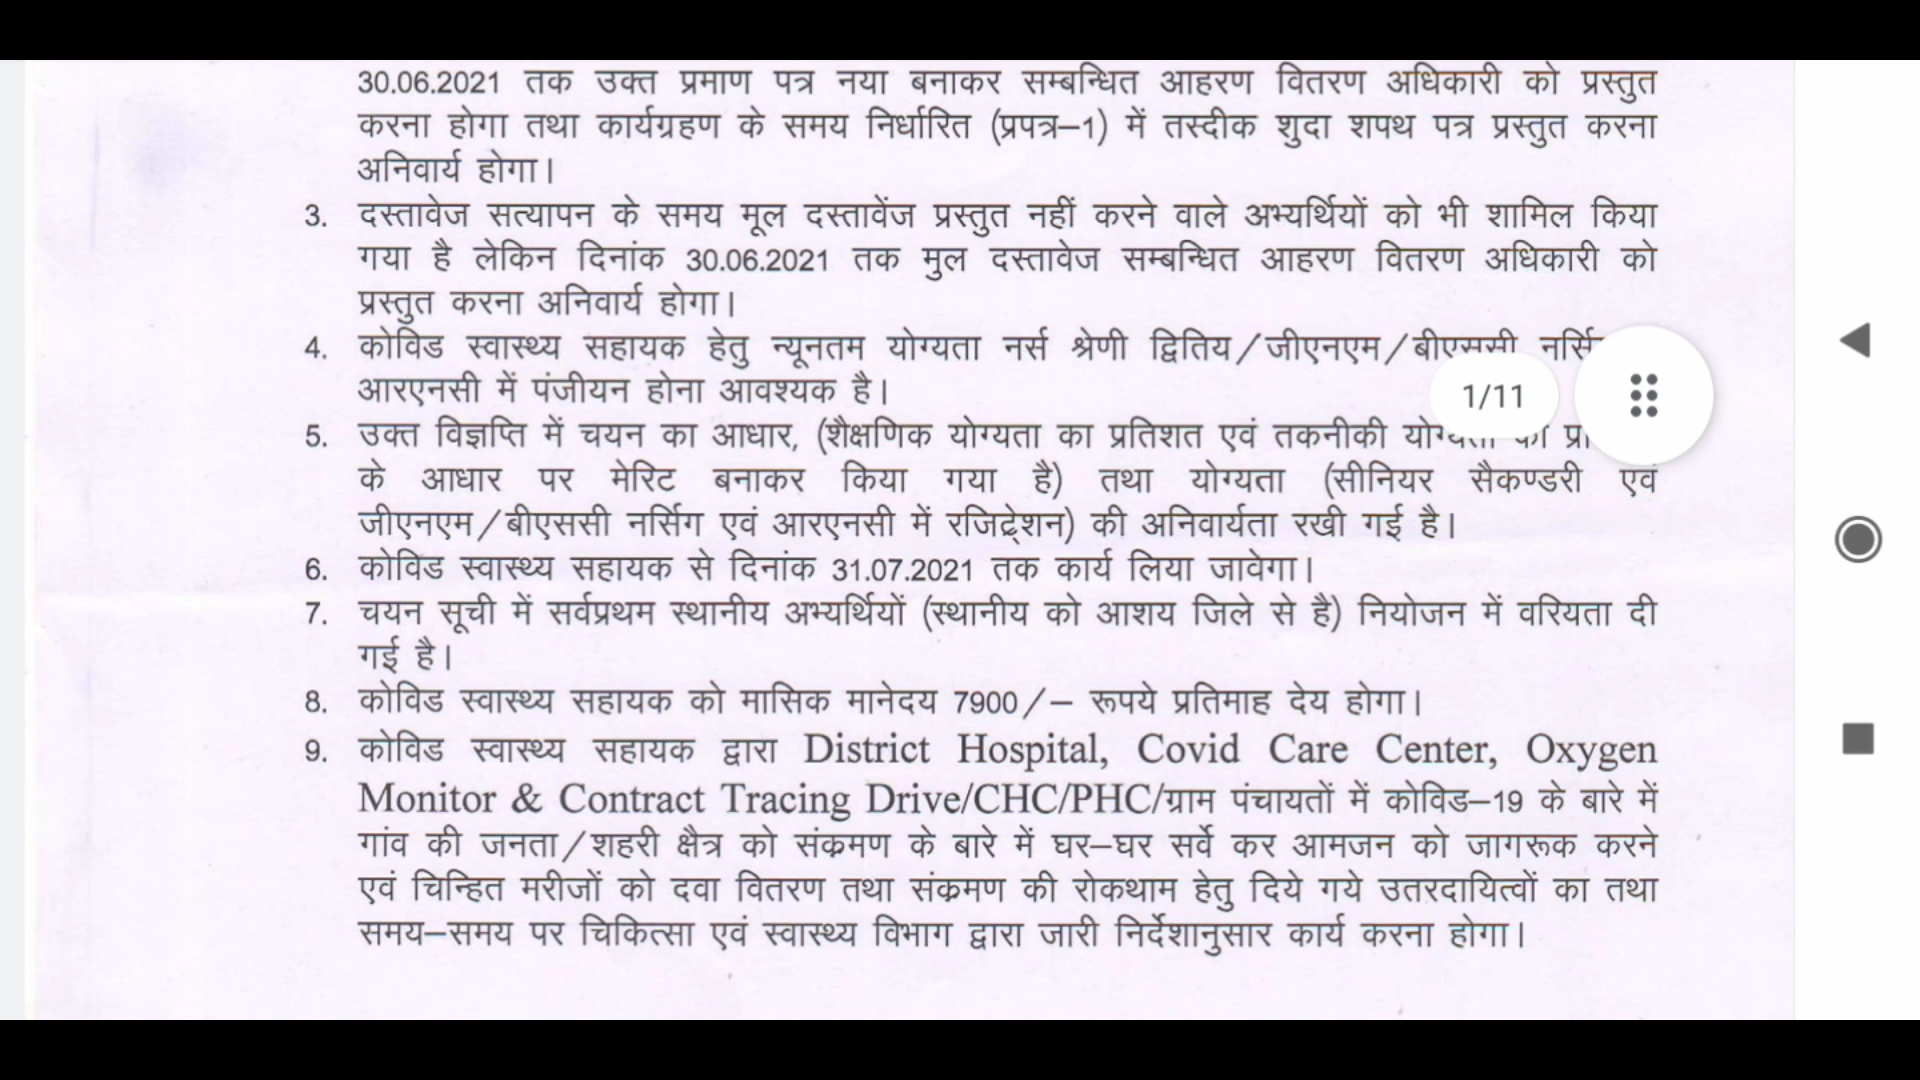 30.06.2021 तक उक्त प्रमाण पत्र नया बनाकर सम्बन्धित आहरण वितरण अधिकारी को प्रस्तुत
करना होगा तथा कार्यग्रहण के समय निर्धारित (प्रपत्र–1) में तस्दीक शुदा शपथ पत्र प्रस्तुत करना
अनिवार्य होगा।
3. दस्तावेज सत्यापन के समय मूल दस्तावेंज प्रस्तुत नहीं करने वाले अभ्यर्थियों को भी शामिल किया
गया है लेकिन दिनांक 30.06.2021 तक मुल दस्तावेज सम्बन्धित आहरण वितरण अधिकारी को
प्रस्तुत करना अनिवार्य होगा।
4. कोविड स्वास्थ्य सहायक हेतु न्यूनतम योग्यता नर्स श्रेणी द्वितिय/जीएनएम/बीएससी
आरएनसी में पंजीयन होना आवश्यक है।
1/11
5. उक्त विज्ञप्ति में चयन का आधार, (शैक्षणिक योग्यता का प्रतिशत एवं तकनीकी
के आधार पर मेरिट बनाकर किया गया है) तथा योग्यता (सीनियर सैकण्डरी एवं
जीएनएम/बीएससी नर्सिग एवं आरएनसी में रजिट्रेशन) की अनिवार्यता रखी गई है।
6. कोविड स्वास्थ्य सहायक से दिनांक 31.07.2021 तक कार्य लिया जावेगा।
7. चयन सूची में सर्वप्रथम स्थानीय अभ्यर्थियों (स्थानीय को आशय जिले से है) नियोजन में वरियता दी
गई है।
8. कोविड स्वास्थ्य सहायक को मासिक मानेदय 7900/– रूपये प्रतिमाह देय होगा।
9. कोविड स्वास्थ्य सहायक द्वारा District Hospital, Covid Care Center, Oxygen
Monitor & Contract Tracing Drive/CHC/PHC/ग्राम पंचायतों में कोविड–19 के बारे में
गांव की जनता/शहरी क्षैत्र को संक्रमण के बारे में घर–घर सर्वे कर आमजन को जागरूक करने
एवं चिन्हित मरीजों को दवा वितरण तथा संक्रमण की रोकथाम हेतु दिये गये उतरदायित्वों का तथा
समय–समय पर चिकित्सा एवं स्वास्थ्य विभाग द्वारा जारी निर्देशानुसार कार्य करना होगा।